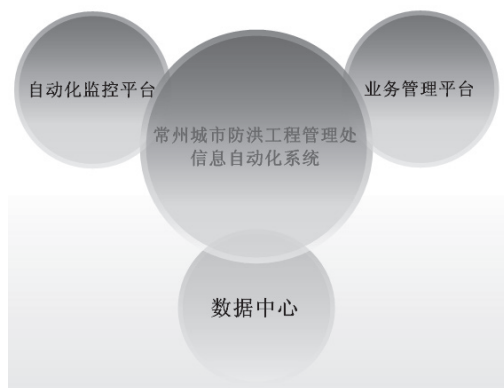 自动化监控平台
业务管理平台
常州城市防洪工程管理处
信息自动化系统
数据中心